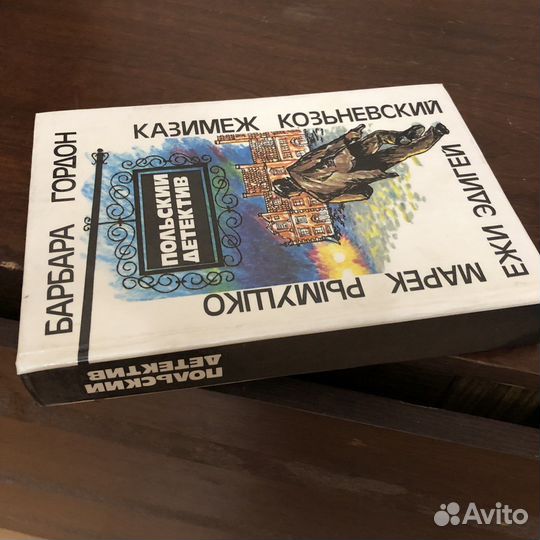 БАРБАРА ГОРДОН
КАЗИМЕЖ КОЗЬНЕВСКИЙ
ЕЖИ ЭДИГЕЙ
МАРЕК РЫМУШКО
ПОЛЬСКИЙ
ДЕТЕКТИВ
ПОЛЬСКИЙ
ДЕТЕКТИВ
Avito